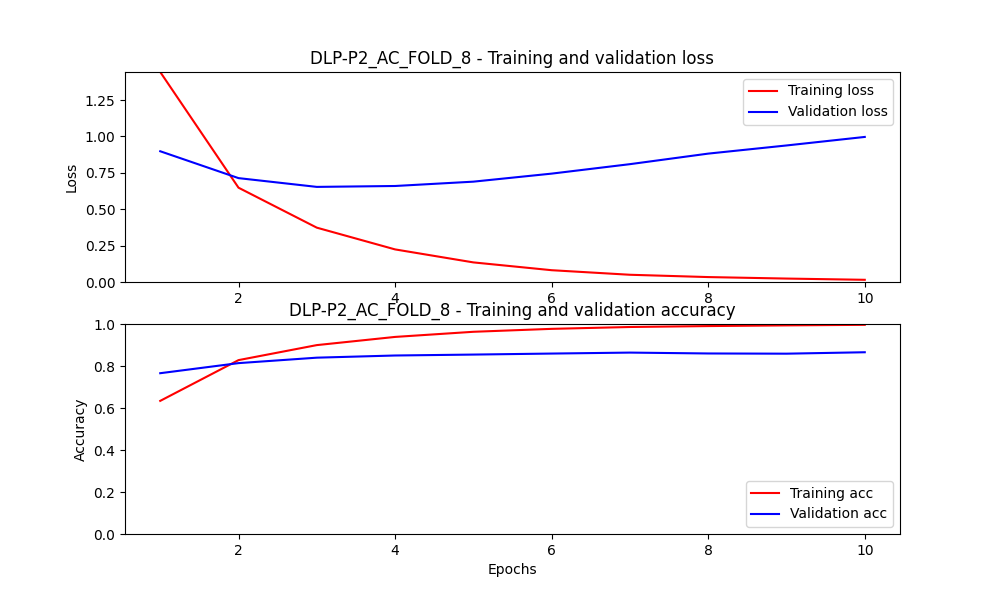 DLP-P2_AC_FOLD_8 - Training and validation loss
1.25
1.00
0.75
0.50
0.25
0.00
Loss
Training loss
Validation loss
2 4 6 8 10
DLP-P2_AC_FOLD_8 - Training and validation accuracy
1.0
0.8
0.6
0.4
0.2
0.0
Accuracy
Training acc
Validation acc
2 4 6 8 10
Epochs